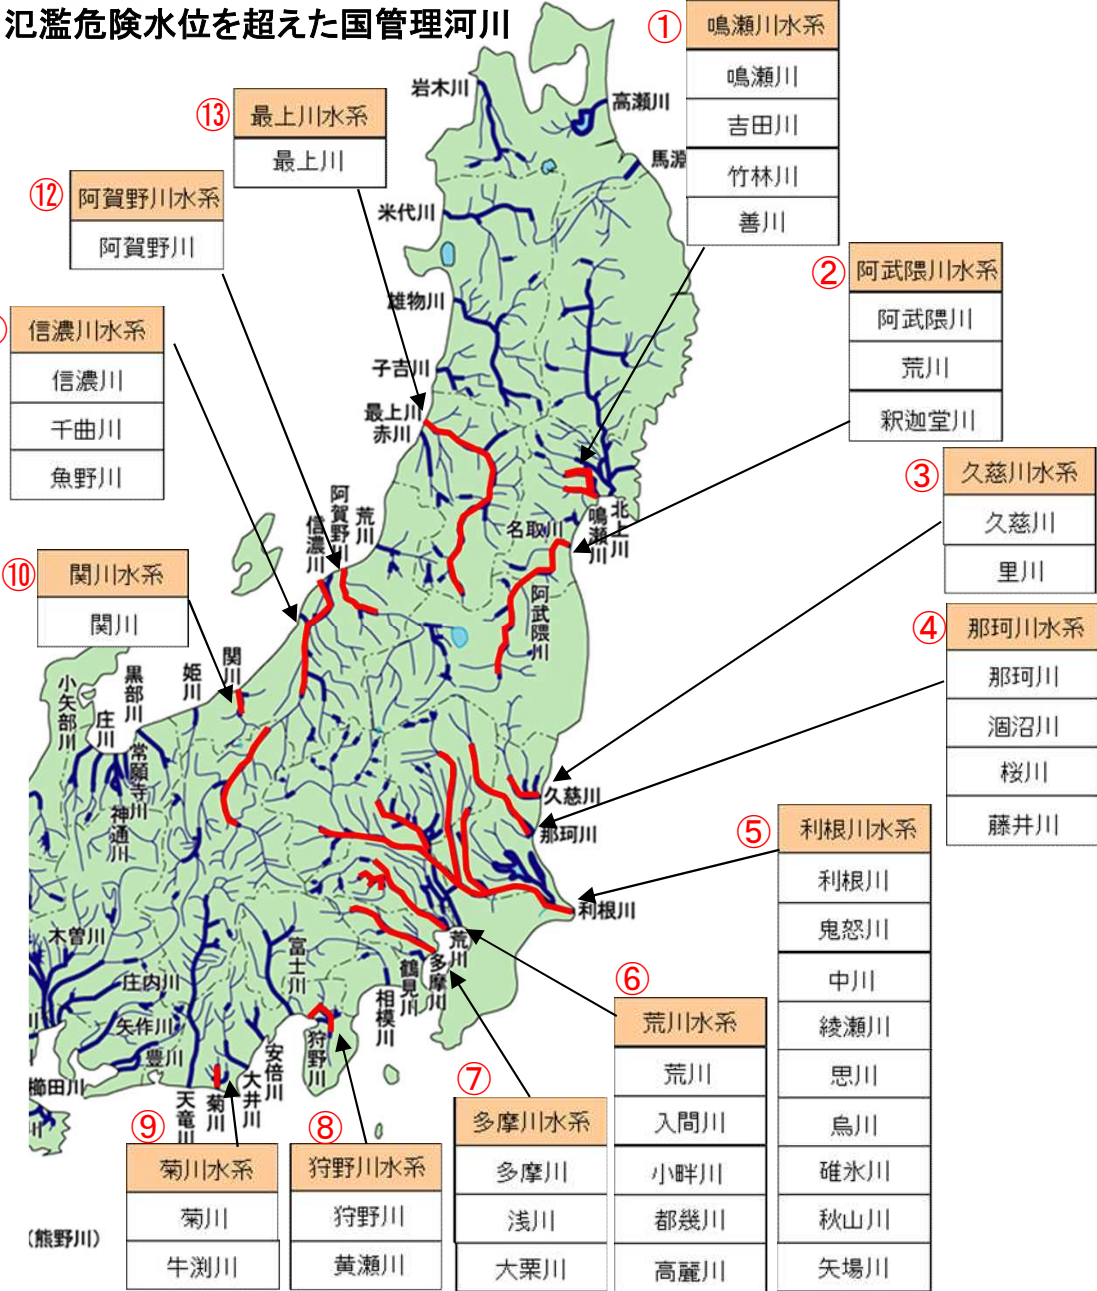 氾濫危険水位を超えた国管理河川
① 鳴瀬川水系
鳴瀬川
吉田川
竹林川
善川
② 阿武隈川水系
阿武隈川
荒川
釈迦堂川
③ 久慈川水系
久慈川
里川
④ 那珂川水系
那珂川
涸沼川
桜川
藤井川
⑤ 利根川水系
利根川
鬼怒川
中川
綾瀬川
思川
烏川
碓氷川
秋山川
矢場川
⑥ 荒川水系
荒川
入間川
小畔川
都幾川
高麗川
⑦ 多摩川水系
多摩川
浅川
大栗川
⑧ 狩野川水系
狩野川
黄瀬川
⑨ 菊川水系
菊川
牛渕川
⑩ 関川水系
関川
信濃川水系
信濃川
千曲川
魚野川
⑫ 阿賀野川水系
阿賀野川
⑬ 最上川水系
最上川
岩木川
高瀬川
馬淵
米代川
雄物川
子吉川
最上川
赤川
北上川
鳴瀬川
名取川
阿武隈川
荒川
阿賀野川
信濃川
関川
姫川
黒部川
常願寺川
神通川
庄川
小矢部川
久慈川
那珂川
利根川
荒川
多摩川
鶴見川
相模川
富士川
狩野川
安倍川
大井川
菊川
天竜川
豊川
矢作川
庄内川
木曽川
櫛田川
川
川
(熊野川)